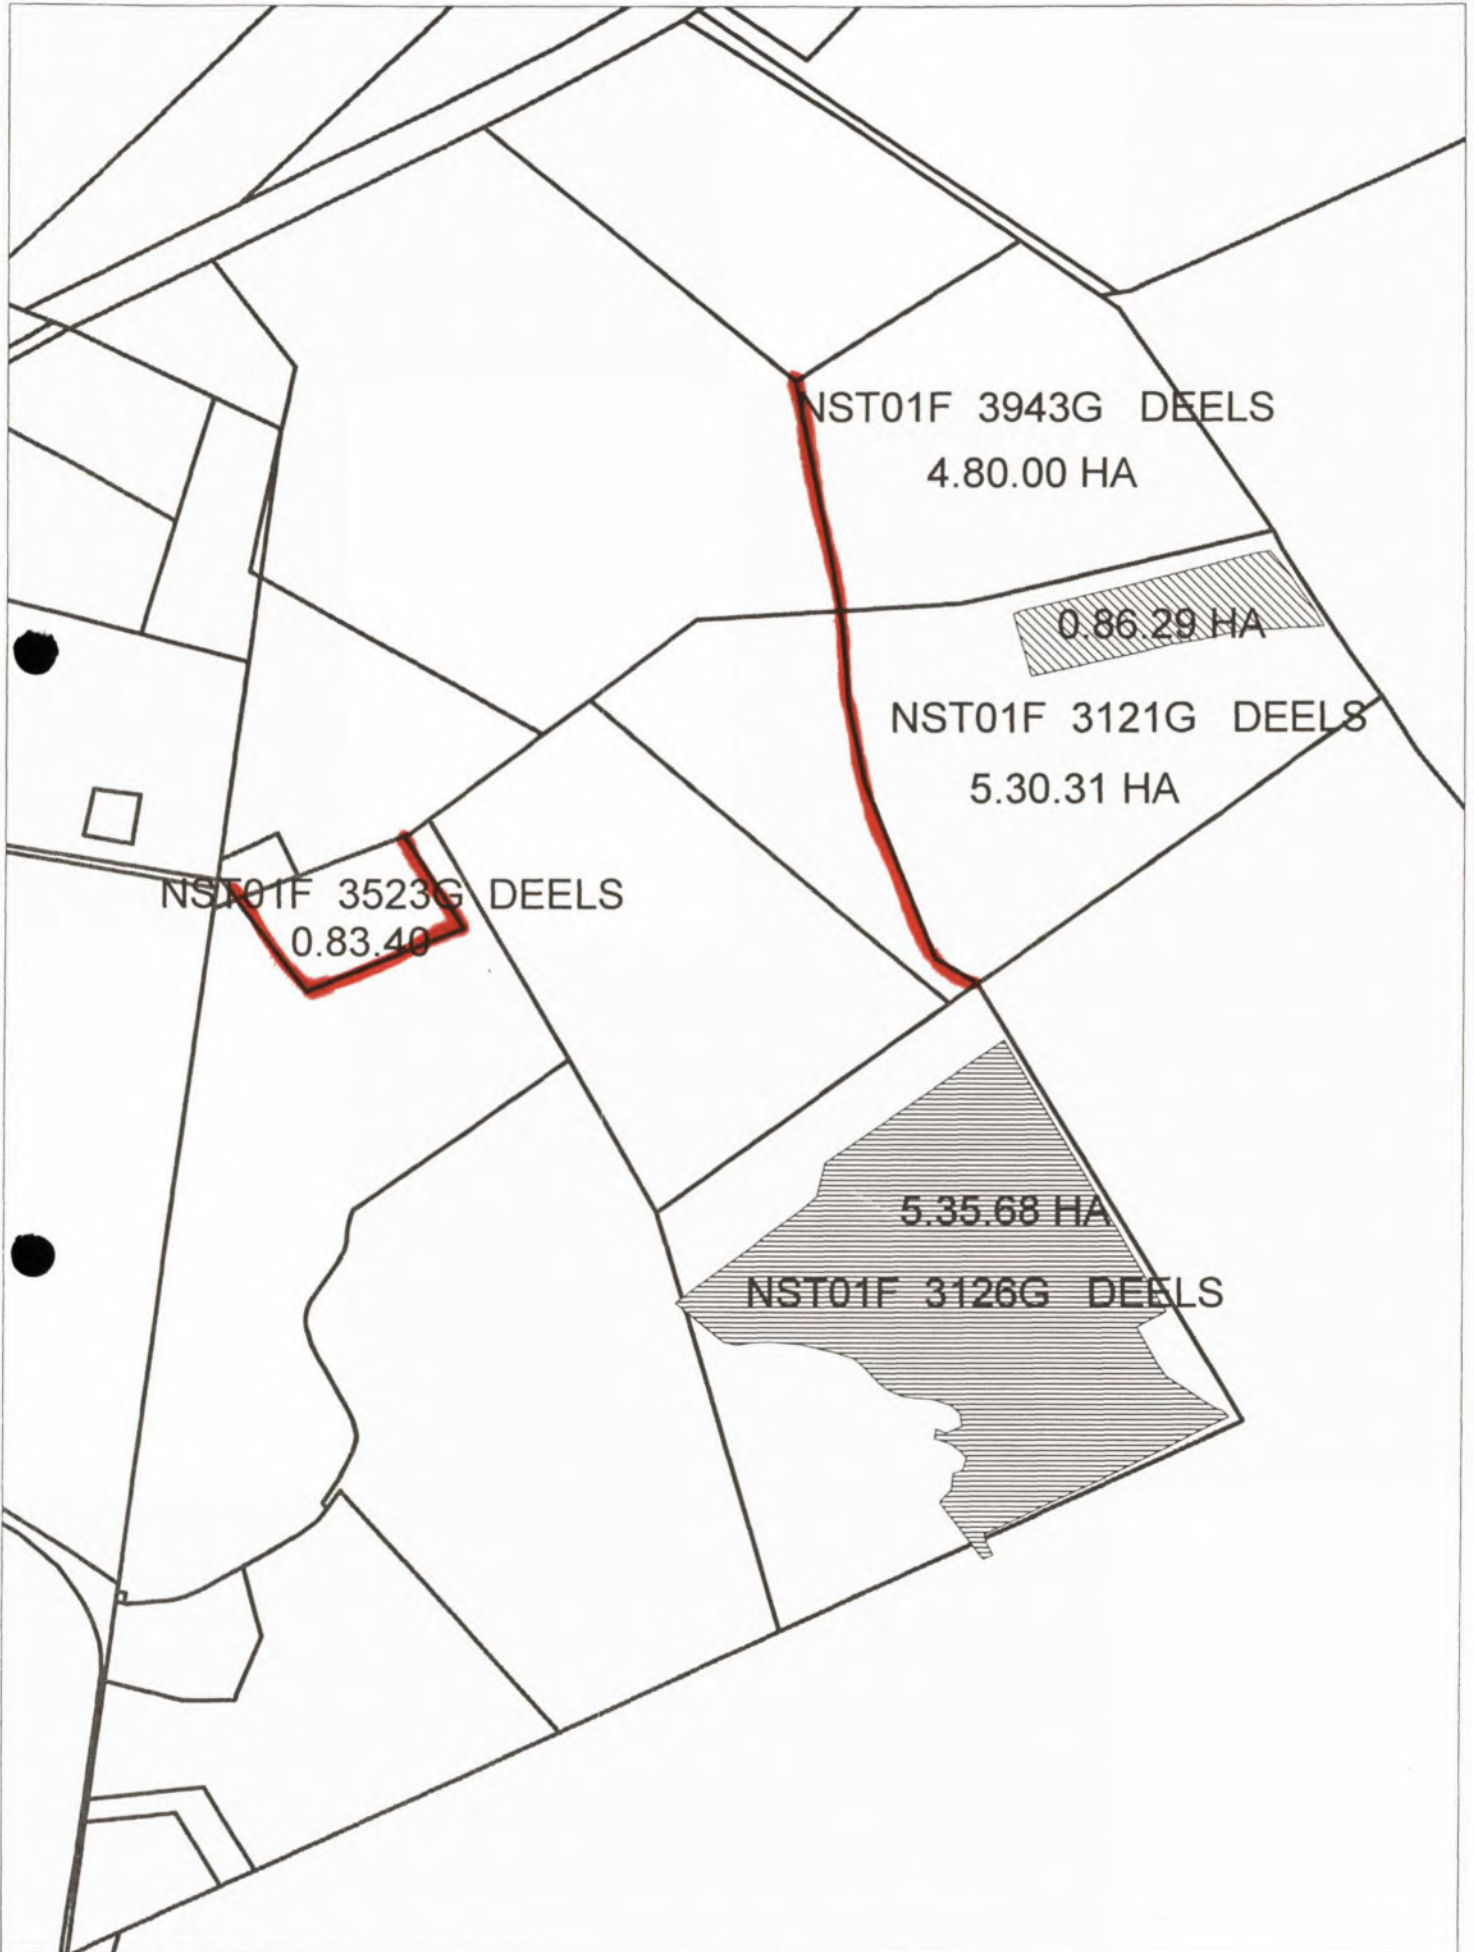 NST01F 3943G DEELS
4.80.00 HA
0.86.29 HA
NST01F 3121G DEELS
5.30.31 HA
NST01F 3523G DEELS
0.83.40
5.35.68 HA
NST01F 3126G DEELS